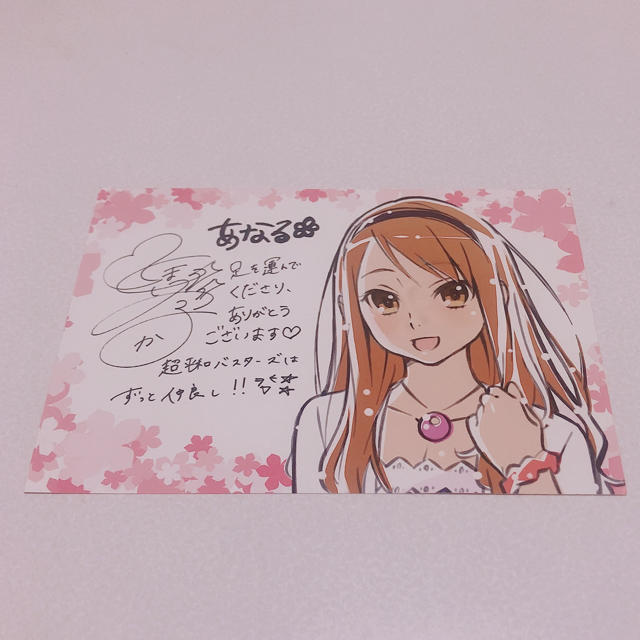 あなる
足を運んで
くださり、
ありがとう
ございます♡
超平和バスターズは
ずっと仲良し!!
か